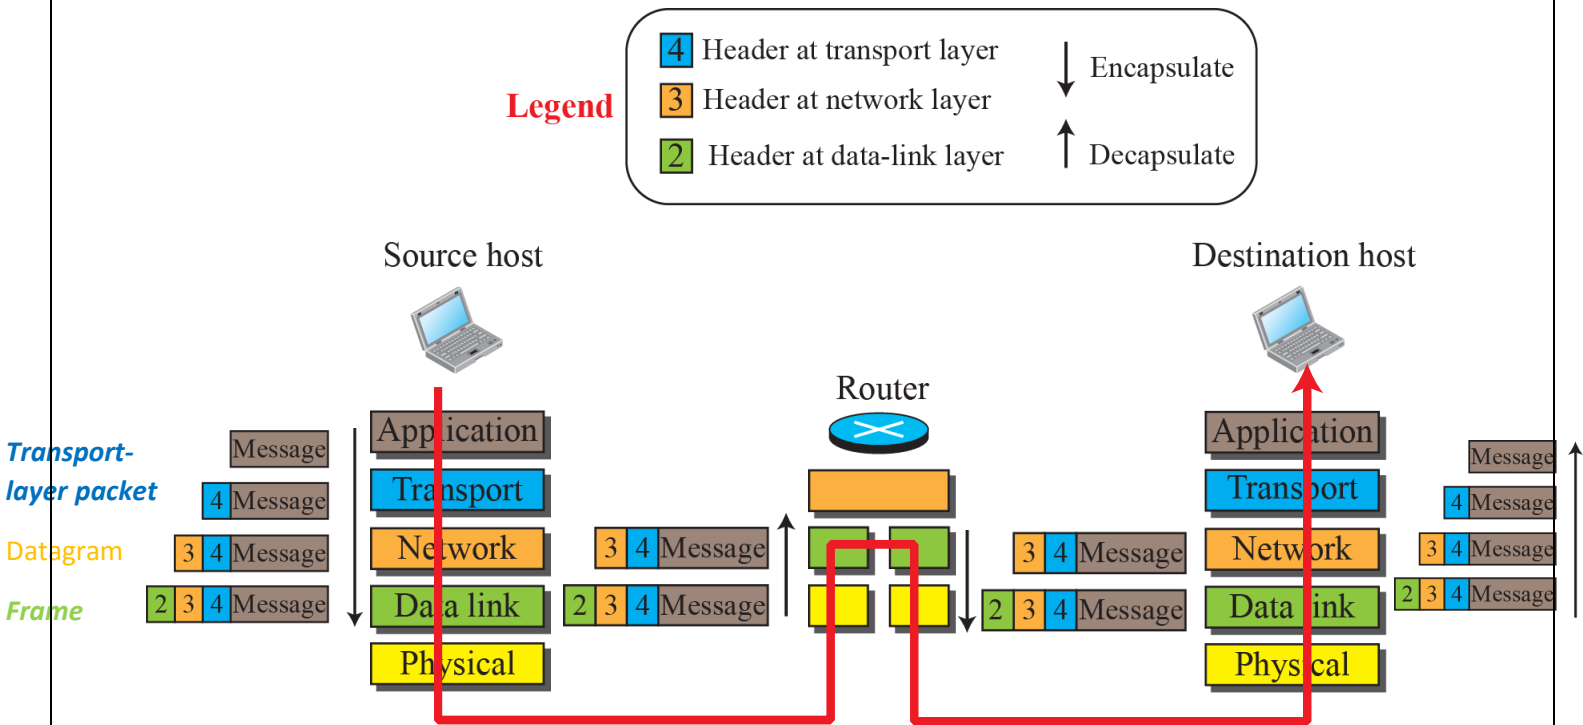 Legend
4 Header at transport layer
3 Header at network layer
2 Header at data-link layer
Encapsulate
Decapsulate
Source host
Destination host
Router
Transport-
layer packet
Datagram
Frame
Message
4 Message
3 4 Message
2 3 4 Message
Application
Transport
Network
Data link
Physical
3 4 Message
2 3 4 Message
3 4 Message
2 3 4 Message
Application
Transport
Network
Data link
Physical
Message
4 Message
3 4 Message
2 3 4 Message